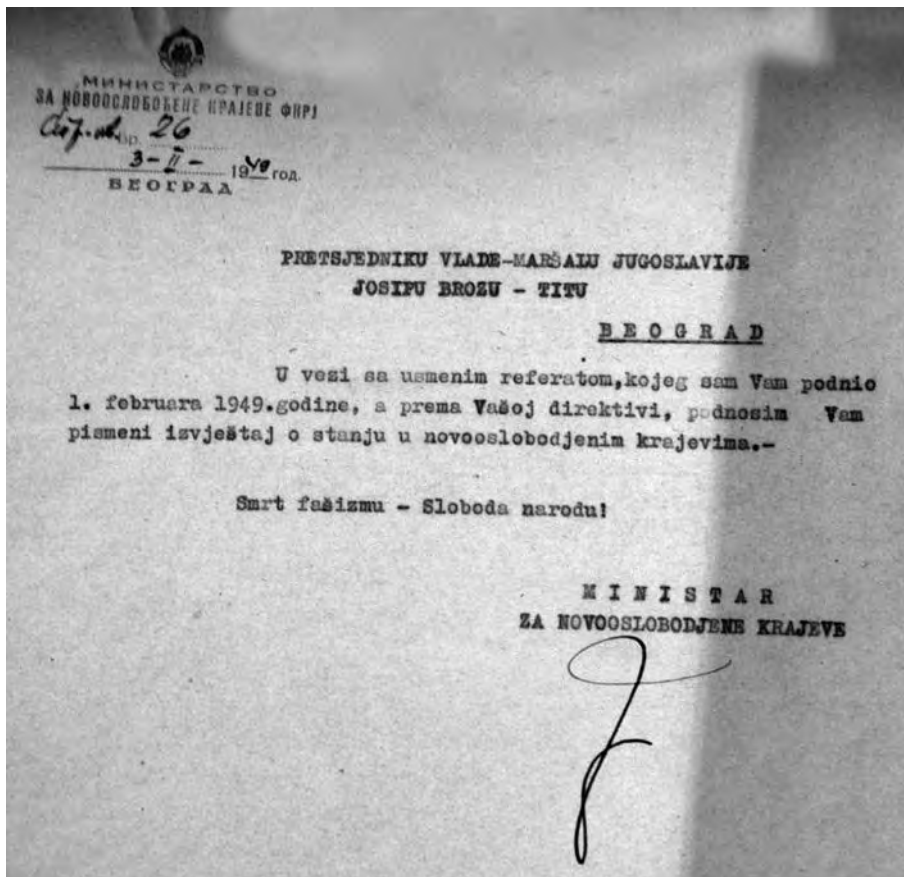 МИНИСТАРСТВО
ЗА НОВООСЛОБОЂЕНЕ КРАЈЕВЕ ФНРЈ
бр. 26
3-II-1949 год.
БЕОГРАД
PRETSJEDNIKU VLADE-MARŠALU JUGOSLAVIJE
JOSIPU BROZU - TITU
BEOGRAD
U vezi sa usmenim referatom,kojeg sam Vam podnio
1. februara 1949.godine, a prema Vašoj direktivi, podnosim Vam
pismeni izvještaj o stanju u novooslobodjenim krajevima.-
Smrt fašizmu - Sloboda narodu!
MINISTAR
ZA NOVOOSLOBODJENE KRAJEVE